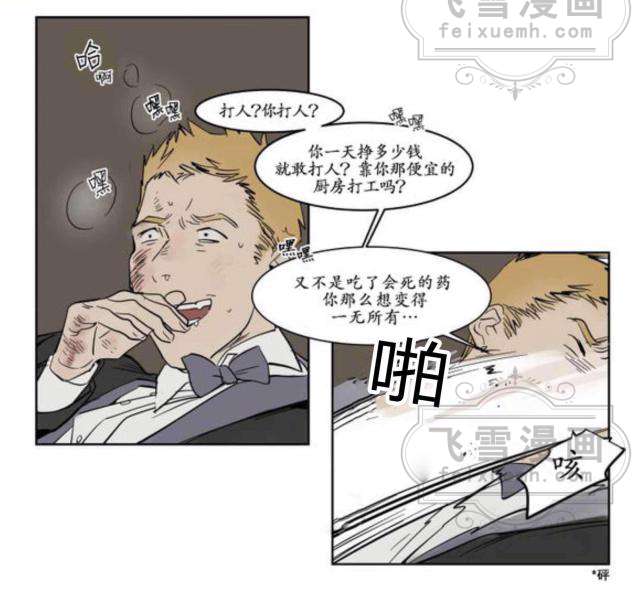 飞雪漫画
feixuemh.com
哈
啊
嘿
嘿
嘿
打人?你打人?
嘿
嘿
你一天挣多少钱
就敢打人? 靠你那便宜的
厨房打工吗?
嘿
嘿
又不是吃了会死的药
你那么想变得
一无所有…
啪
飞雪漫画
feixuemh.com
咳
*砰